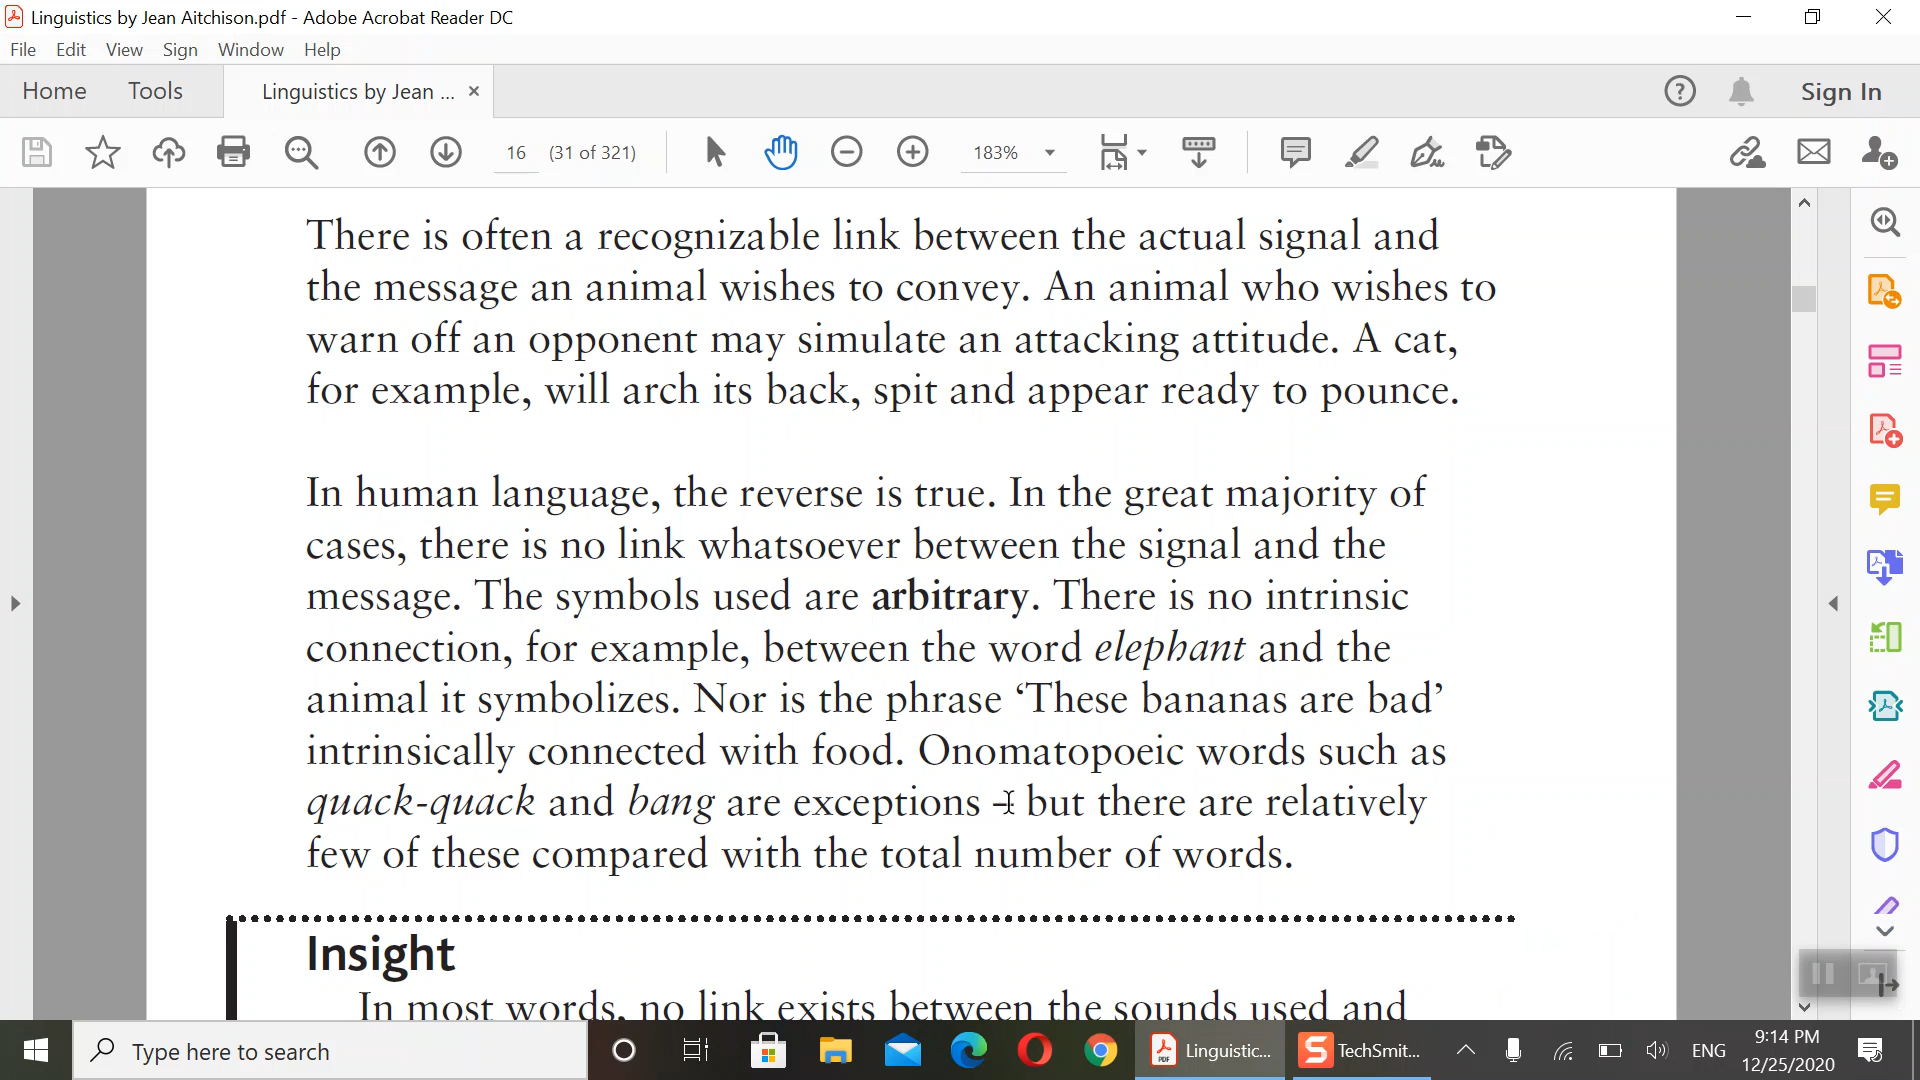 Linguistics by Jean Aitchison.pdf - Adobe Acrobat Reader DC
File Edit View Sign Window Help
Home Tools Linguistics by Jean ... × Sign In
16 (31 of 321) 183%
There is often a recognizable link between the actual signal and
the message an animal wishes to convey. An animal who wishes to
warn off an opponent may simulate an attacking attitude. A cat,
for example, will arch its back, spit and appear ready to pounce.
In human language, the reverse is true. In the great majority of
cases, there is no link whatsoever between the signal and the
message. The symbols used are arbitrary. There is no intrinsic
connection, for example, between the word elephant and the
animal it symbolizes. Nor is the phrase ‘These bananas are bad’
intrinsically connected with food. Onomatopoeic words such as
quack-quack and bang are exceptions – but there are relatively
few of these compared with the total number of words.
Insight
In most words, no link exists between the sounds used and
Type here to search
Linguistic...
TechSmit...
ENG
9:14 PM
12/25/2020